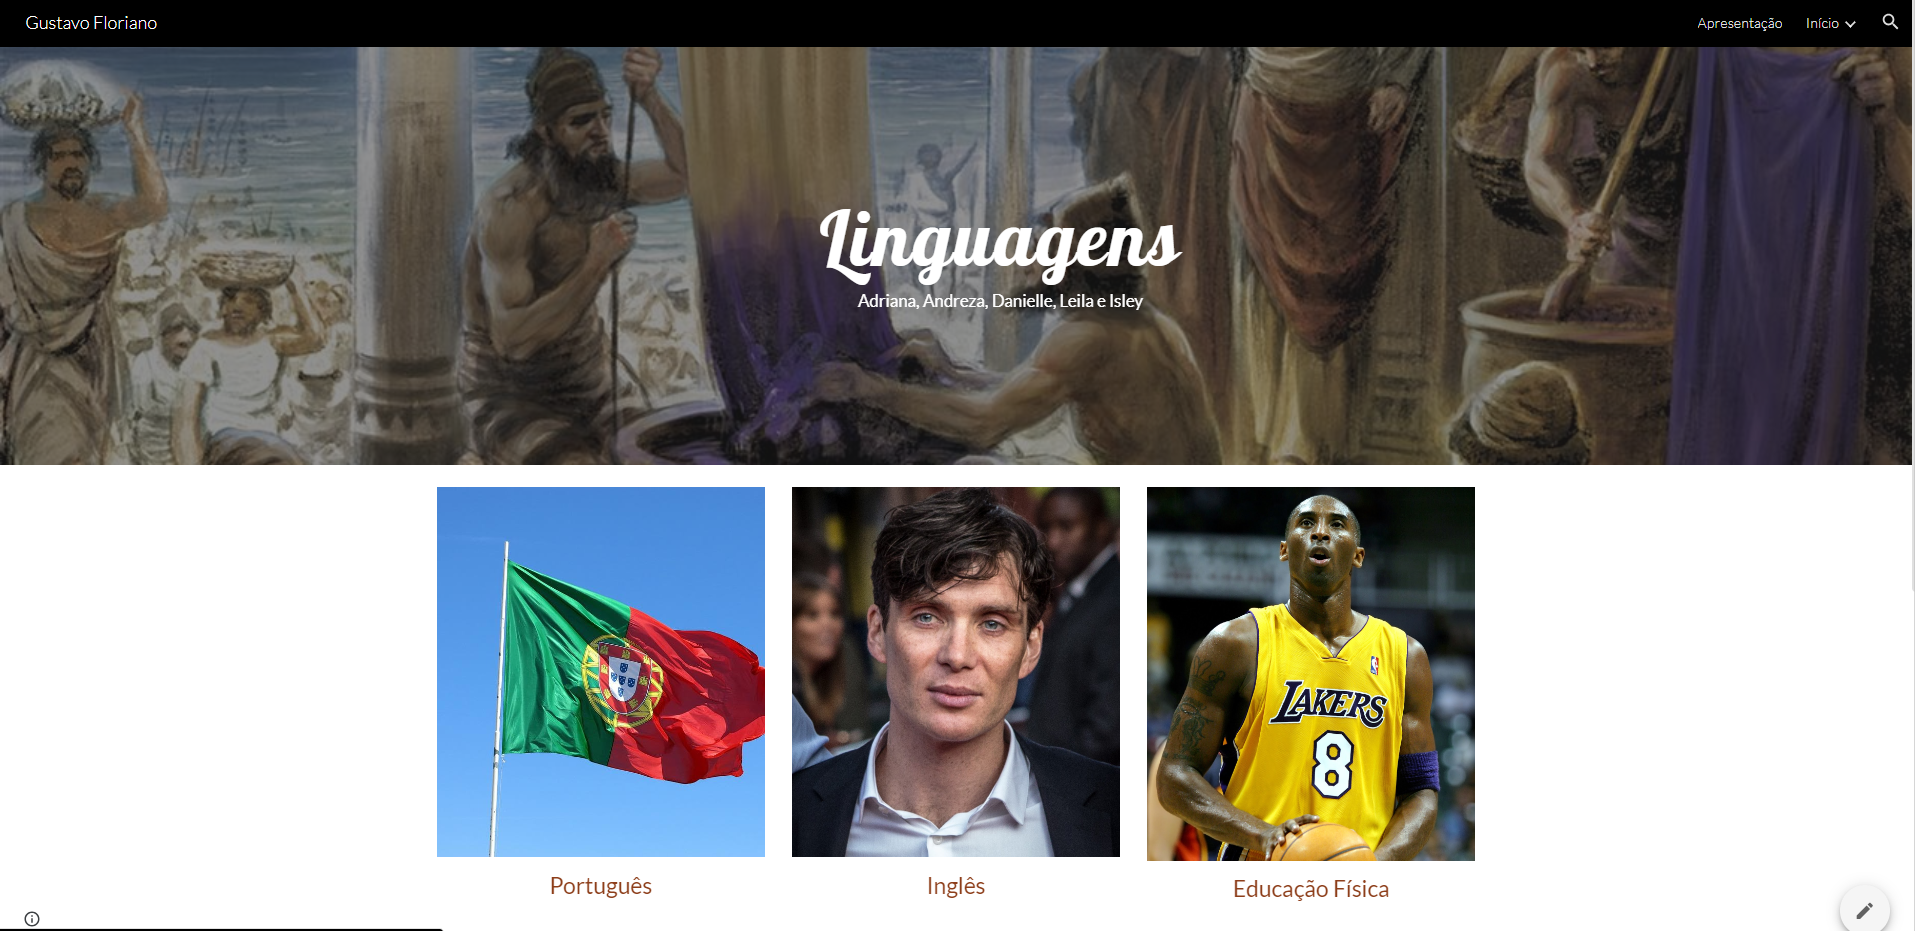 Gustavo Floriano
Apresentação
Início
Linguagens
Adriana, Andreza, Danielle, Leila e Isley
LAKERS
8
Português
Inglês
Educação Física